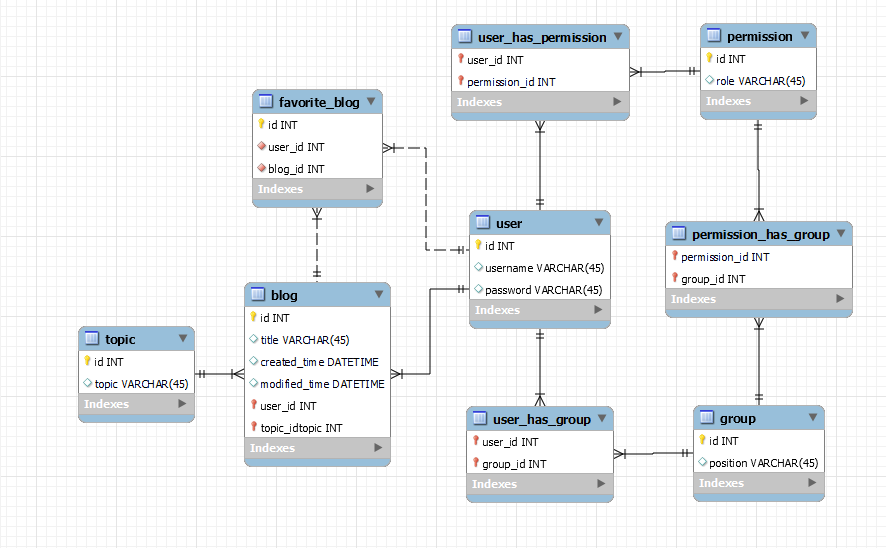 user_has_permission
user_id INT
permission_id INT
Indexes
permission
id INT
role VARCHAR(45)
Indexes
favorite_blog
id INT
user_id INT
blog_id INT
Indexes
user
id INT
username VARCHAR(45)
password VARCHAR(45)
Indexes
permission_has_group
permission_id INT
group_id INT
Indexes
blog
id INT
title VARCHAR(45)
created_time DATETIME
modified_time DATETIME
user_id INT
topic_idtopic INT
Indexes
topic
id INT
topic VARCHAR(45)
Indexes
user_has_group
user_id INT
group_id INT
Indexes
group
id INT
position VARCHAR(45)
Indexes